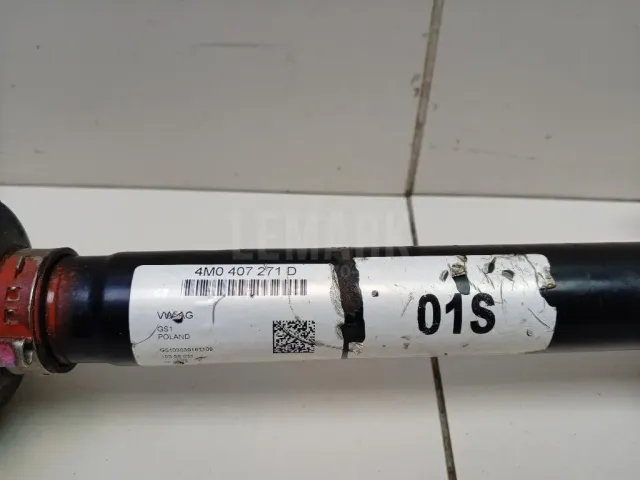 LEMARK
4M0 407 271 D
VW AG
GS1
POLAND
01S